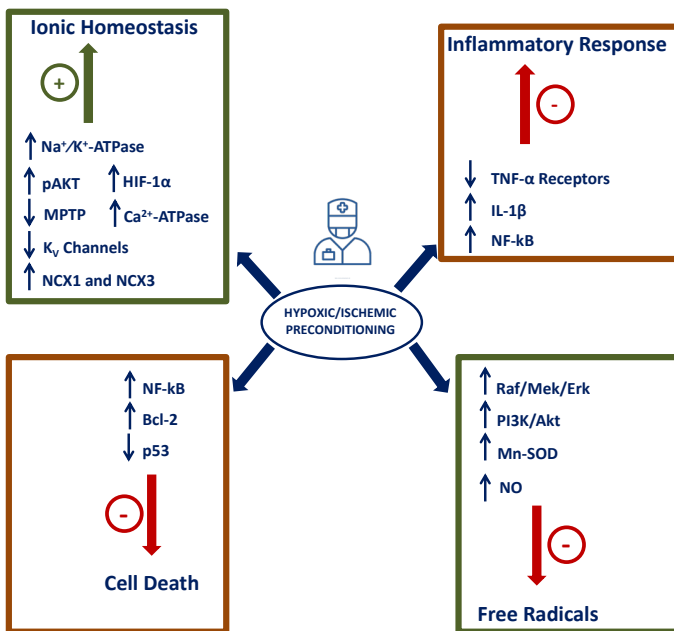 Ionic Homeostasis
+
↑ Na⁺/K⁺-ATPase
↑ pAKT ↑ HIF-1α
↓ MPTP ↑ Ca²⁺-ATPase
↓ Kᵥ Channels
↑ NCX1 and NCX3
Inflammatory Response
-
↓ TNF-α Receptors
↑ IL-1β
↑ NF-kB
HYPOXIC/ISCHEMIC
PRECONDITIONING
↑ NF-kB
↑ Bcl-2
↓ p53
-
Cell Death
↑ Raf/Mek/Erk
↑ PI3K/Akt
↑ Mn-SOD
↑ NO
-
Free Radicals